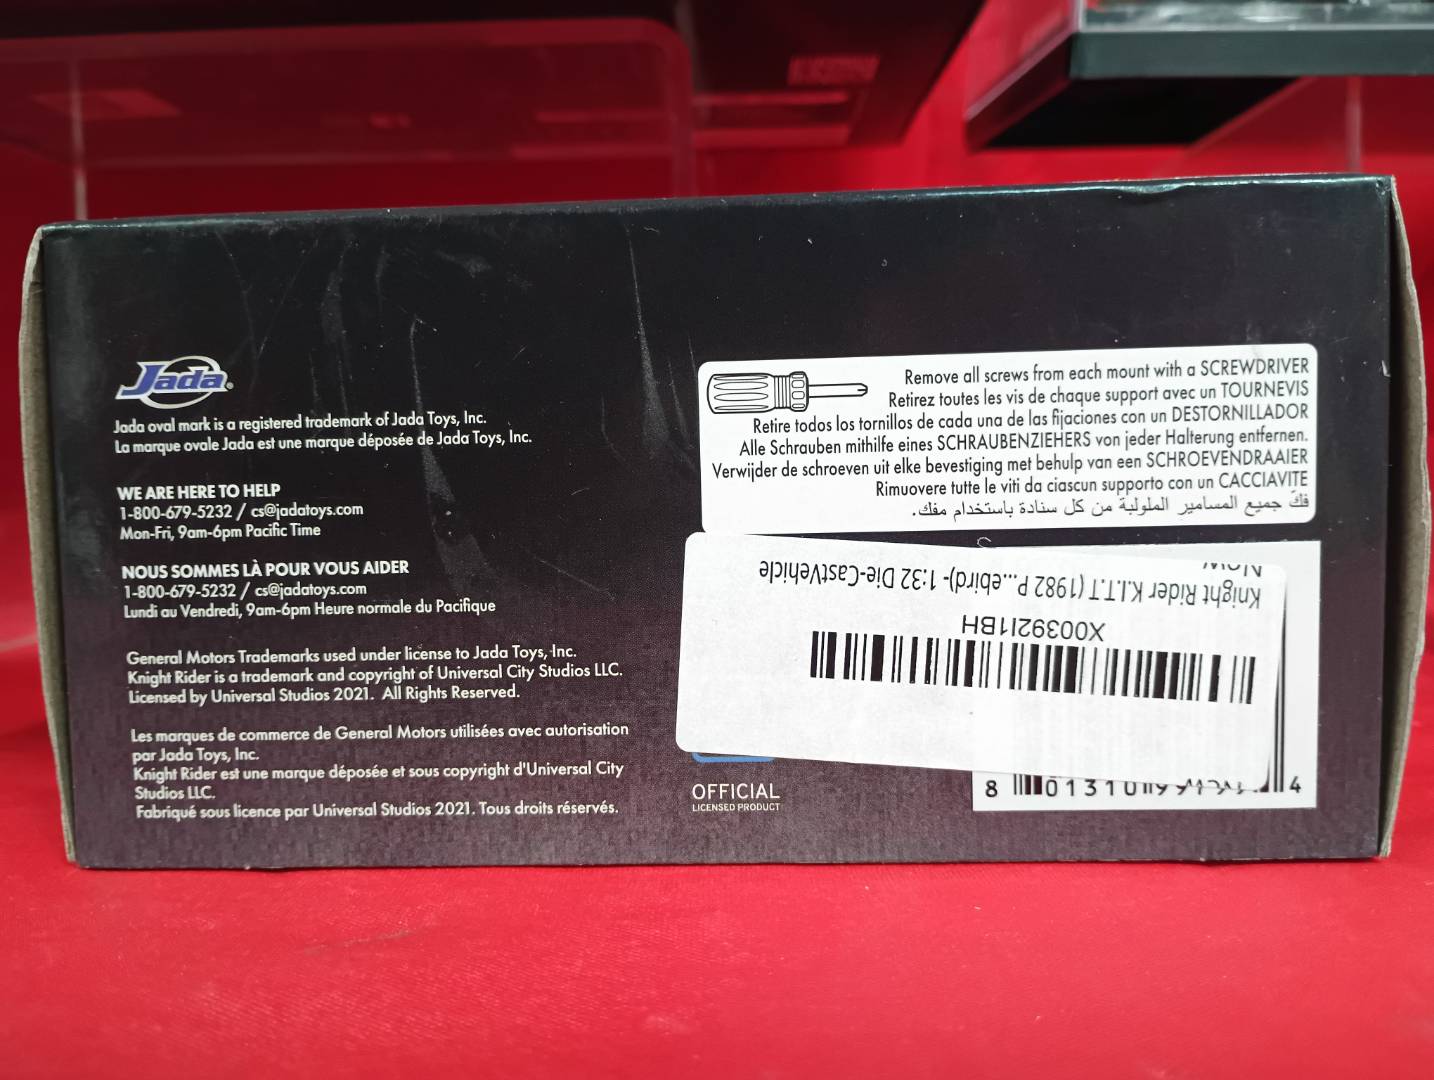 Jada
Jada oval mark is a registered trademark of Jada Toys, Inc.
La marque ovale Jada est une marque déposée de Jada Toys, Inc.
WE ARE HERE TO HELP
1-800-679-5232 / cs@jadatoys.com
Mon-Fri, 9am-6pm Pacific Time
NOUS SOMMES LÀ POUR VOUS AIDER
1-800-679-5232 / cs@jadatoys.com
Lundi au Vendredi, 9am-6pm Heure normale du Pacifique
General Motors Trademarks used under license to Jada Toys, Inc.
Knight Rider is a trademark and copyright of Universal City Studios LLC.
Licensed by Universal Studios 2021. All Rights Reserved.
Les marques de commerce de General Motors utilisées avec autorisation
par Jada Toys, Inc.
Knight Rider est une marque déposée et sous copyright d'Universal City
Studios LLC.
Fabriqué sous licence par Universal Studios 2021. Tous droits réservés.
Remove all screws from each mount with a SCREWDRIVER
Retirez toutes les vis de chaque support avec un TOURNEVIS
Retire todos los tornillos de cada una de las fijaciones con un DESTORNILLADOR
Alle Schrauben mithilfe eines SCHRAUBENZIEHERS von jeder Halterung entfernen.
Verwijder de schroeven uit elke bevestiging met behulp van een SCHROEVENDRAAIER
Rimuovere tutte le viti da ciascun supporto con un CACCIAVITE
فك جميع المسامير الملولبة من كل سنادة باستخدام مفك.
X00392I1BH
Knight Rider K.I.T.T (1982 P...ebird)- 1:32 Die-CastVehicle
New
OFFICIAL
LICENSED PRODUCT
8 01310 4